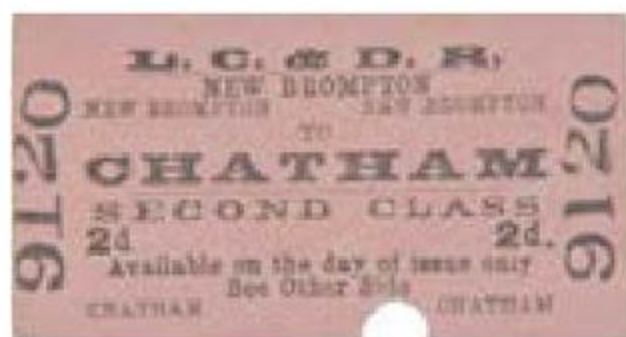 L. C. & D. R,
NEW BROMPTON
NEW BROMPTON NEW BROMPTON
TO
CHATHAM
SECOND CLASS
2d 2d.
Available on the day of issue only
See Other Side
CHATHAM CHATHAM
9120
9120